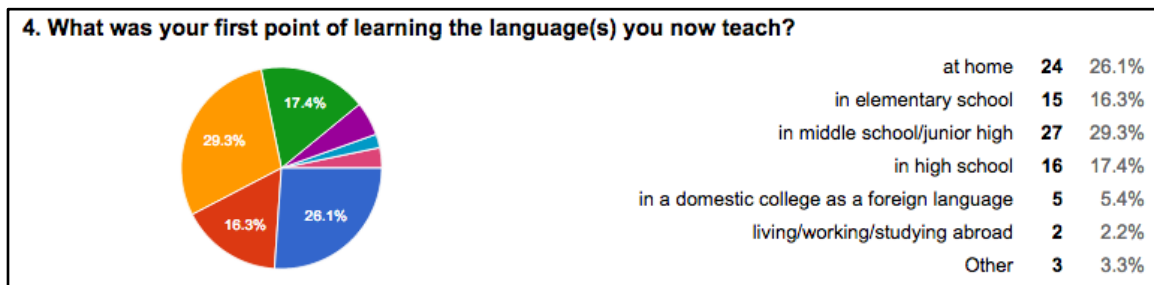 4. What was your first point of learning the language(s) you now teach?
17.4%
29.3%
16.3%
26.1%
at home 24 26.1%
in elementary school 15 16.3%
in middle school/junior high 27 29.3%
in high school 16 17.4%
in a domestic college as a foreign language 5 5.4%
living/working/studying abroad 2 2.2%
Other 3 3.3%